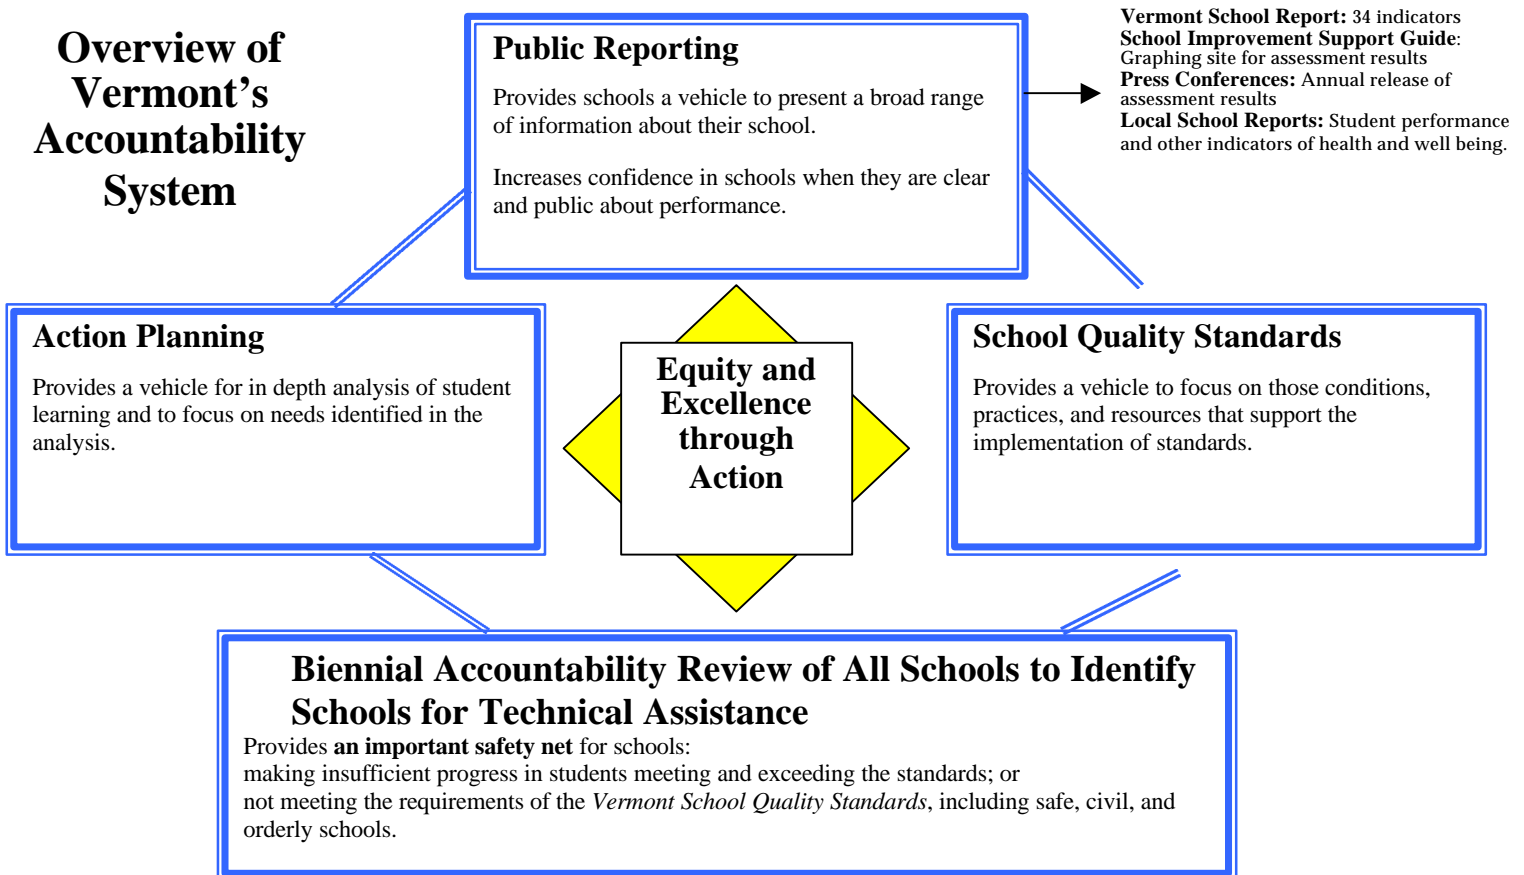 Overview of
Vermont's
Accountability
System
Public Reporting
Provides schools a vehicle to present a broad range
of information about their school.
Increases confidence in schools when they are clear
and public about performance.
Vermont School Report: 34 indicators
School Improvement Support Guide:
Graphing site for assessment results
Press Conferences: Annual release of
assessment results
Local School Reports: Student performance
and other indicators of health and well being.
Action Planning
Provides a vehicle for in depth analysis of student
learning and to focus on needs identified in the
analysis.
Equity and
Excellence
through
Action
School Quality Standards
Provides a vehicle to focus on those conditions,
practices, and resources that support the
implementation of standards.
Biennial Accountability Review of All Schools to Identify
Schools for Technical Assistance
Provides an important safety net for schools:
making insufficient progress in students meeting and exceeding the standards; or
not meeting the requirements of the Vermont School Quality Standards, including safe, civil, and
orderly schools.